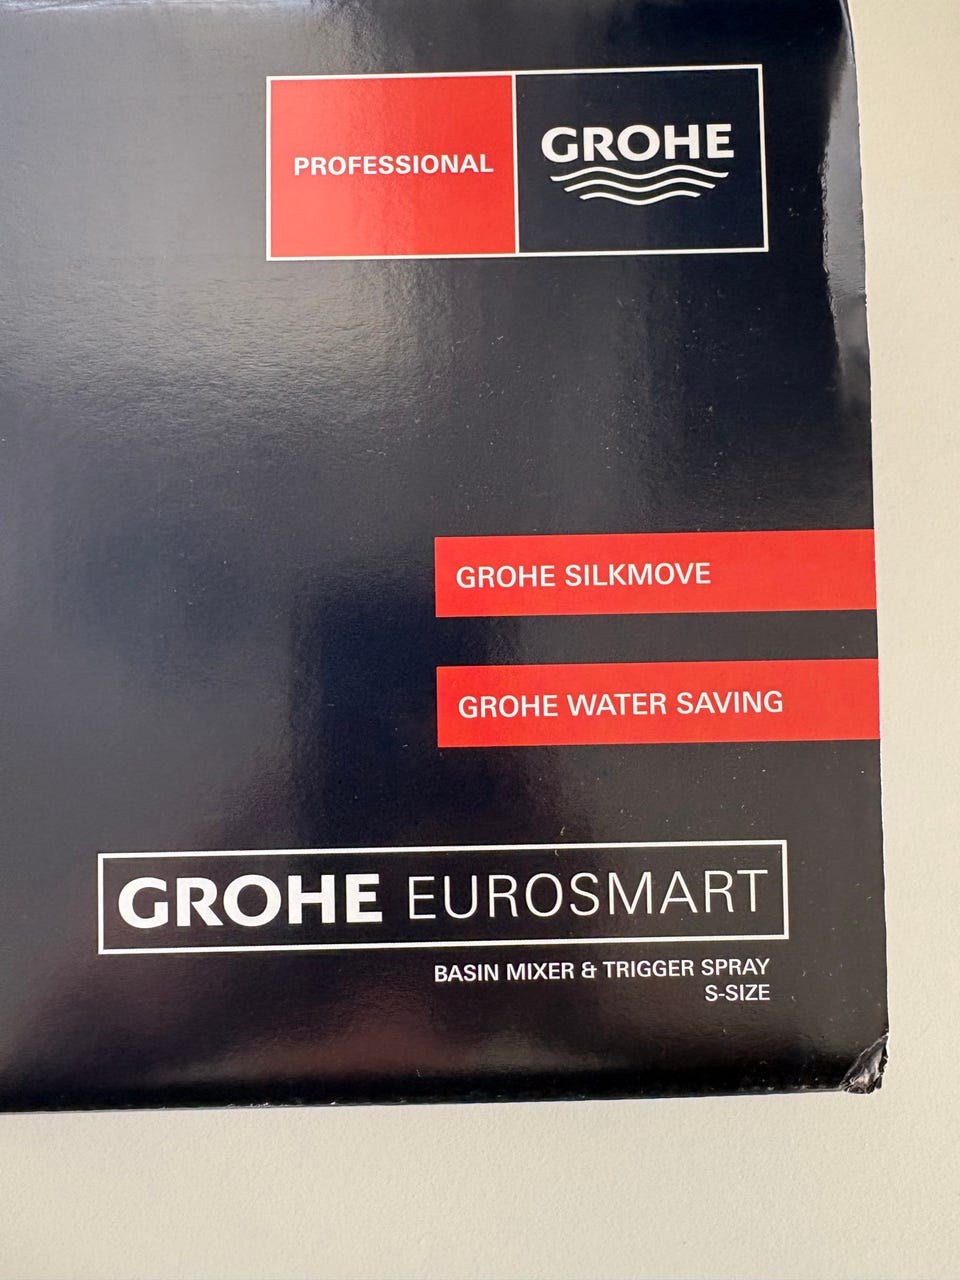 PROFESSIONAL
GROHE
GROHE SILKMOVE
GROHE WATER SAVING
GROHE EUROSMART
BASIN MIXER & TRIGGER SPRAY
S-SIZE